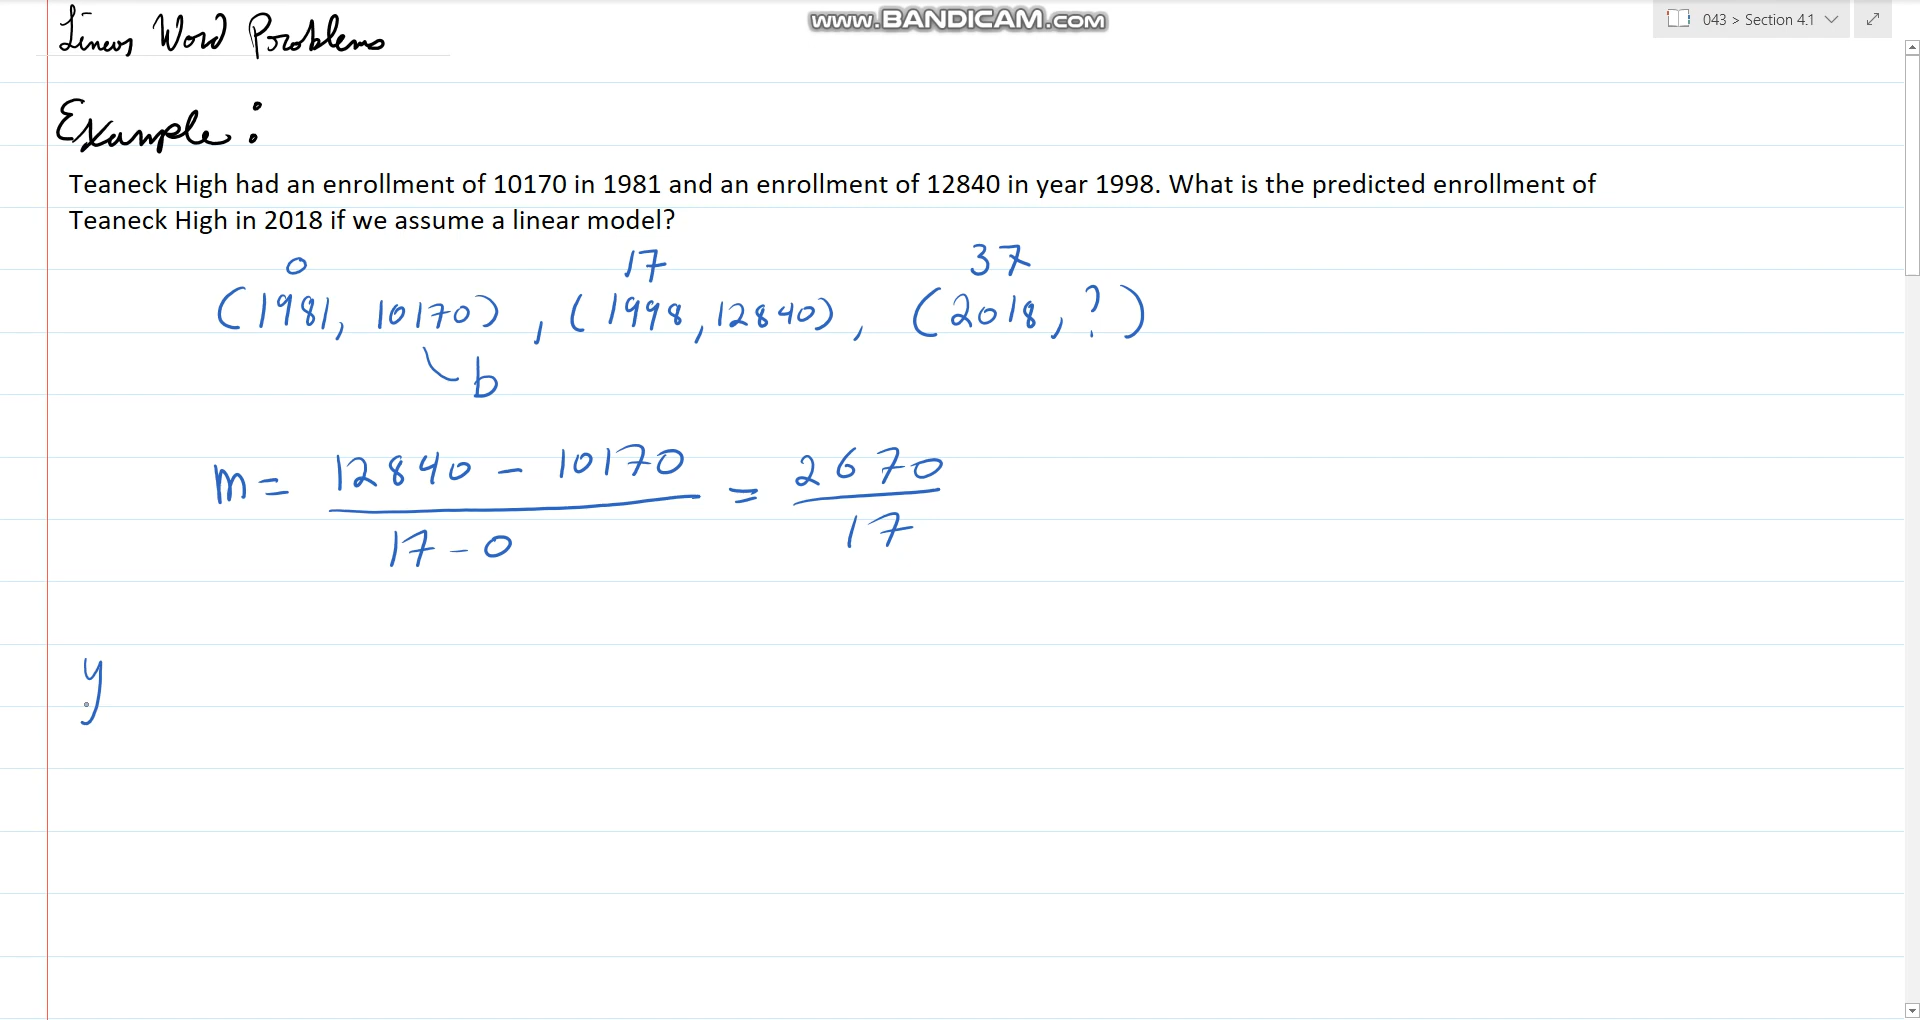 www.BANDICAM.com
043 > Section 4.1
Linear Word Problems
Example:
Teaneck High had an enrollment of 10170 in 1981 and an enrollment of 12840 in year 1998. What is the predicted enrollment of
Teaneck High in 2018 if we assume a linear model?
0 17 37
(1981, 10170), (1998, 12840), (2018, ?)
b
m = 12840 - 10170 / 17 - 0 = 2670 / 17
y